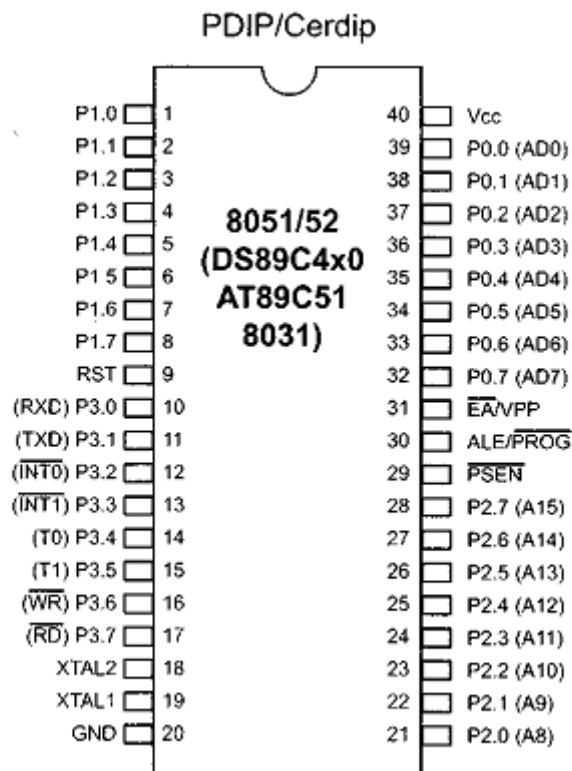 PDIP/Cerdip
P1.0 1 40 Vcc
P1.1 2 39 P0.0 (AD0)
P1.2 3 38 P0.1 (AD1)
P1.3 4 37 P0.2 (AD2)
P1.4 5 36 P0.3 (AD3)
P1 5 6 35 P0.4 (AD4)
P1.6 7 34 P0.5 (AD5)
P1.7 8 33 P0.6 (AD6)
RST 9 32 P0.7 (AD7)
(RXD) P3.0 10 31 E̅A̅/VPP
(TXD) P3.1 11 30 ALE/P̅R̅O̅G̅
(I̅N̅T̅0̅) P3.2 12 29 P̅S̅E̅N̅
(I̅N̅T̅1̅) P3.3 13 28 P2.7 (A15)
(T0) P3.4 14 27 P2.6 (A14)
(T1) P3.5 15 26 P2.5 (A13)
(W̅R̅) P3.6 16 25 P2.4 (A12)
(R̅D̅) P3.7 17 24 P2.3 (A11)
XTAL2 18 23 P2.2 (A10)
XTAL1 19 22 P2.1 (A9)
GND 20 21 P2.0 (A8)
8051/52
(DS89C4x0
AT89C51
8031)